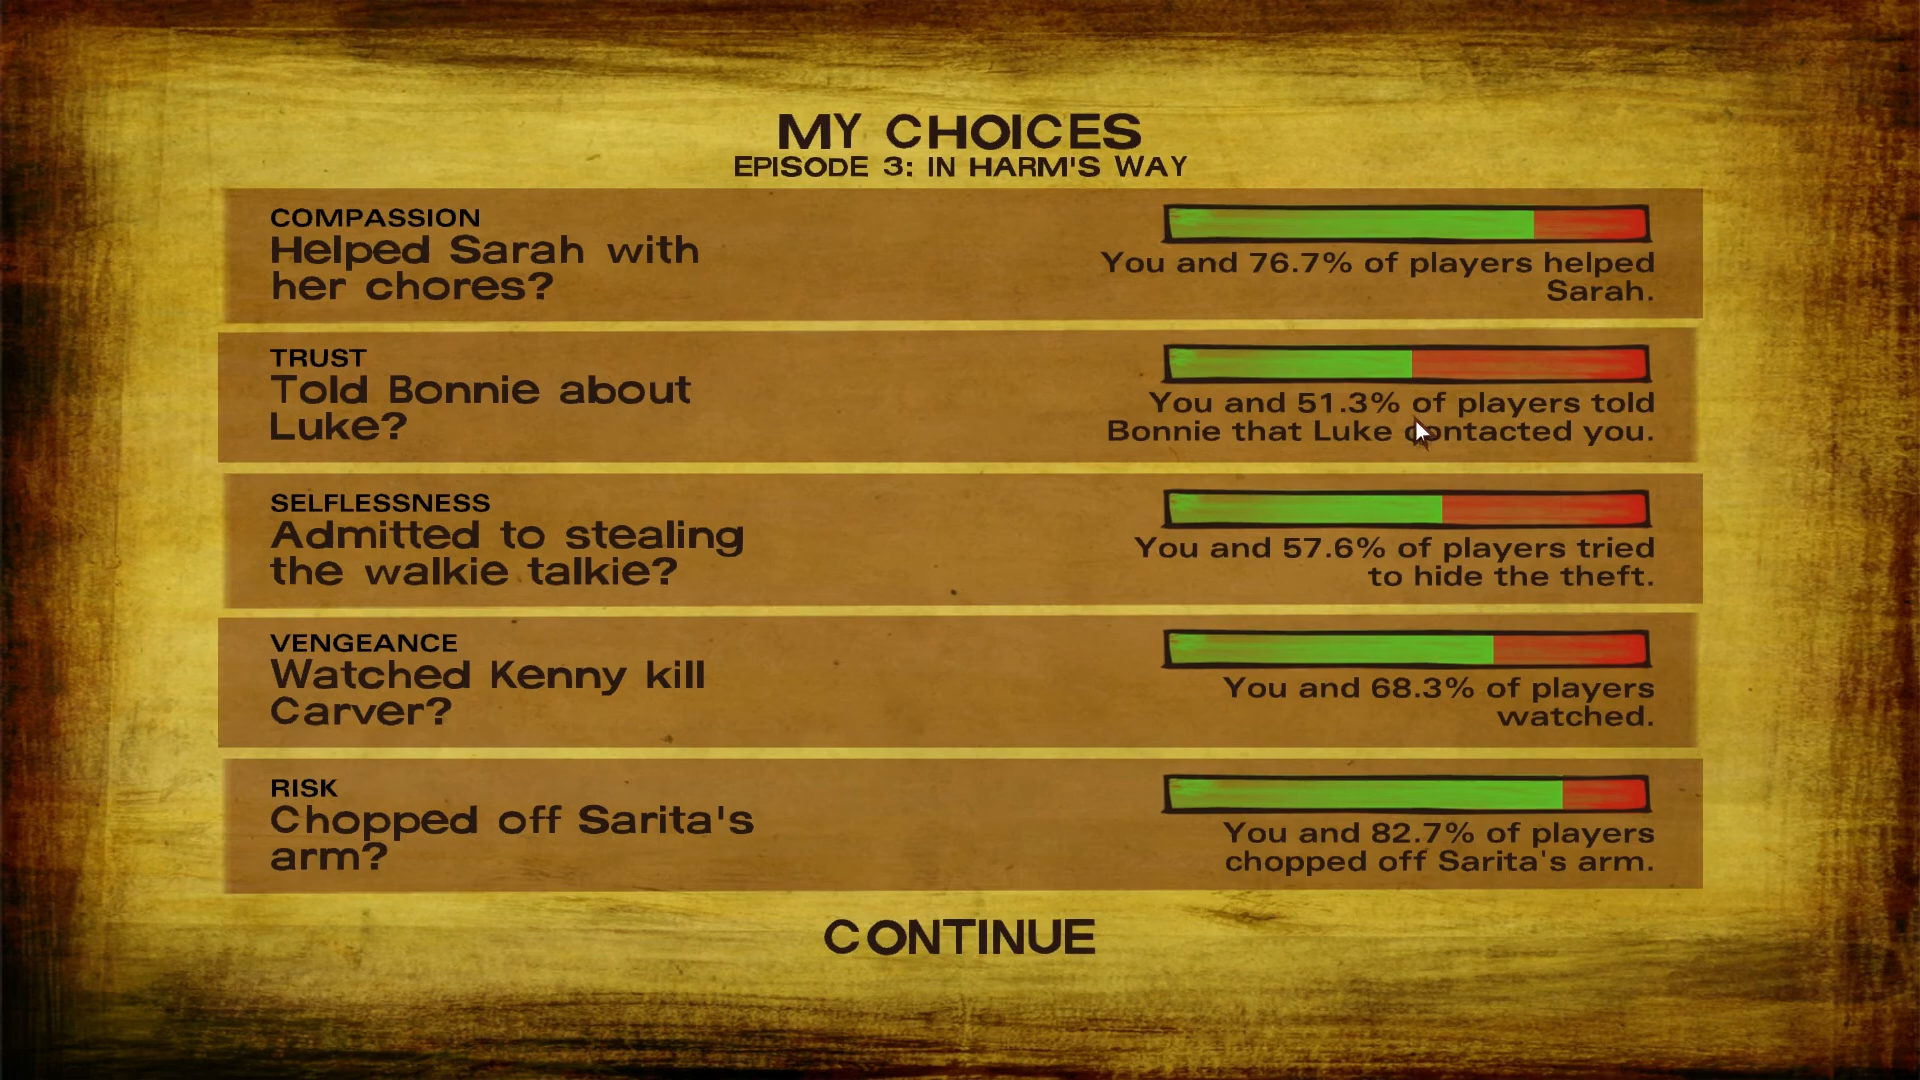 MY CHOICES
EPISODE 3: IN HARM'S WAY
COMPASSION
Helped Sarah with
her chores?
You and 76.7% of players helped
Sarah.
TRUST
Told Bonnie about
Luke?
You and 51.3% of players told
Bonnie that Luke contacted you.
SELFLESSNESS
Admitted to stealing
the walkie talkie?
You and 57.6% of players tried
to hide the theft.
VENGEANCE
Watched Kenny kill
Carver?
You and 68.3% of players
watched.
RISK
Chopped off Sarita's
arm?
You and 82.7% of players
chopped off Sarita's arm.
CONTINUE